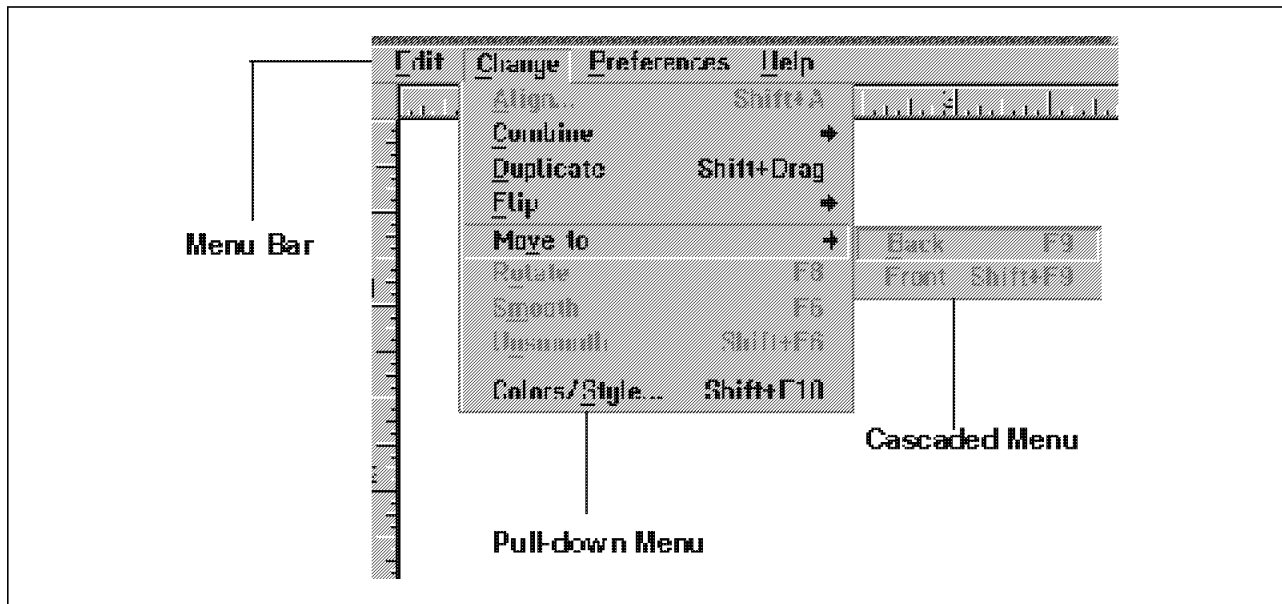 Edit Change Preferences Help
Align... Shift+A
Combine
Duplicate Shift+Drag
Flip
Move to
Back F9
Rotate F8
Front Shift+F9
Smooth F6
Unsmooth Shift+F6
Colors/Style... Shift+F10
Menu Bar
Cascaded Menu
Pull-down Menu